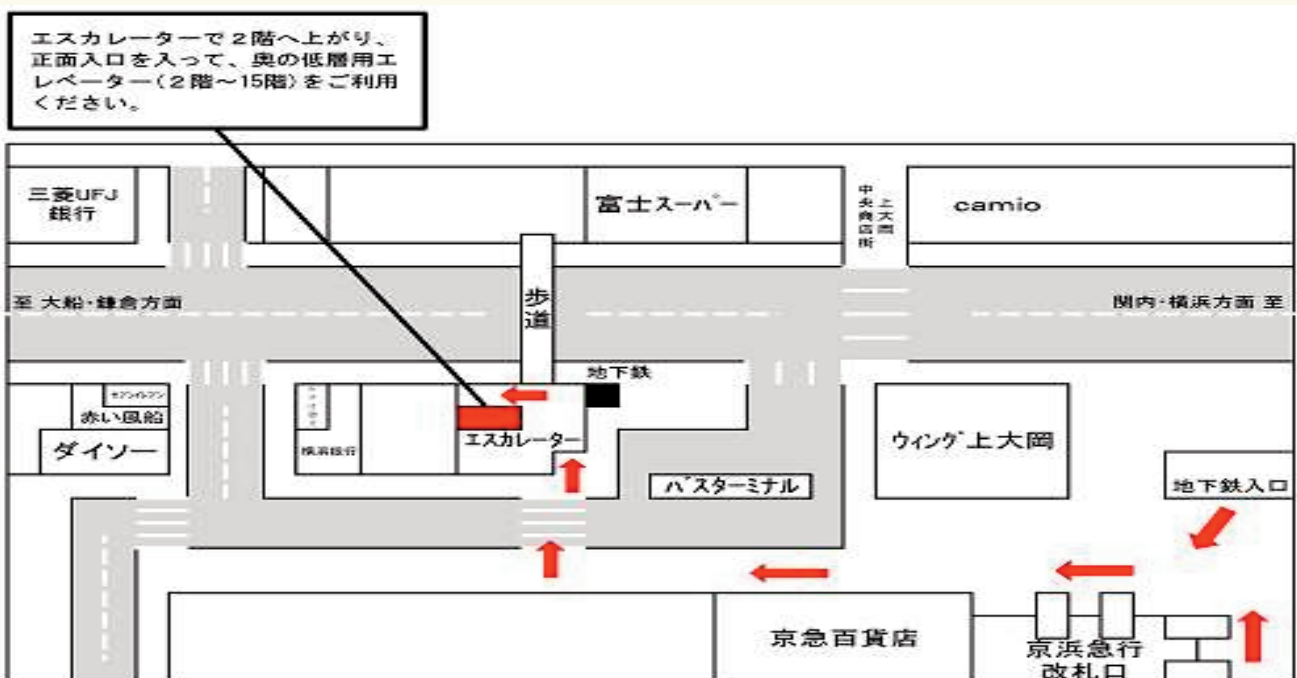 エスカレーターで2階へ上がり、
正面入口を入って、奥の低層用エ
レベーター(2階～15階)をご利用
ください。
三菱UFJ
銀行
富士スーパー
上大岡
中央商店街
camio
至 大船・鎌倉方面
歩道
関内・横浜方面 至
地下鉄
セブンイレブン
赤い風船
ダイソー
横浜銀行
エスカレーター
バスターミナル
ウィング上大岡
地下鉄入口
京急百貨店
京浜急行
改札口